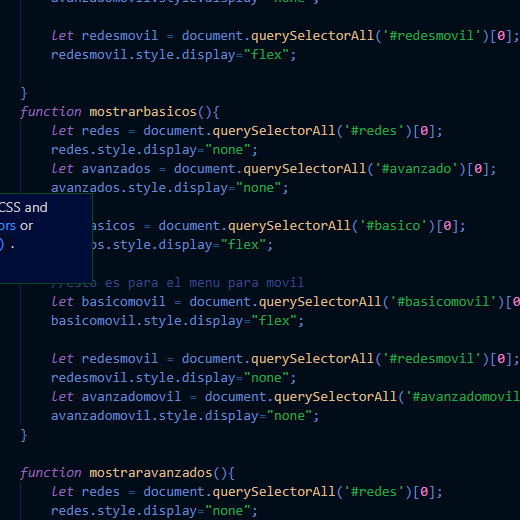 avanzadomovil.style.display="none";
let redesmovil = document.querySelectorAll('#redesmovil')[0];
redesmovil.style.display="flex";
}
function mostrarbasicos(){
let redes = document.querySelectorAll('#redes')[0];
redes.style.display="none";
let avanzados = document.querySelectorAll('#avanzado')[0];
avanzados.style.display="none";
CSS and
asicos = document.querySelectorAll('#basico')[0];
ors or
os.style.display="flex";
) .
//esto es para el menu para movil
let basicomovil = document.querySelectorAll('#basicomovil')[0
basicomovil.style.display="flex";
let redesmovil = document.querySelectorAll('#redesmovil')[0];
redesmovil.style.display="none";
let avanzadomovil = document.querySelectorAll('#avanzadomovil
avanzadomovil.style.display="none";
}
function mostraravanzados(){
let redes = document.querySelectorAll('#redes')[0];
redes.style.display="none";